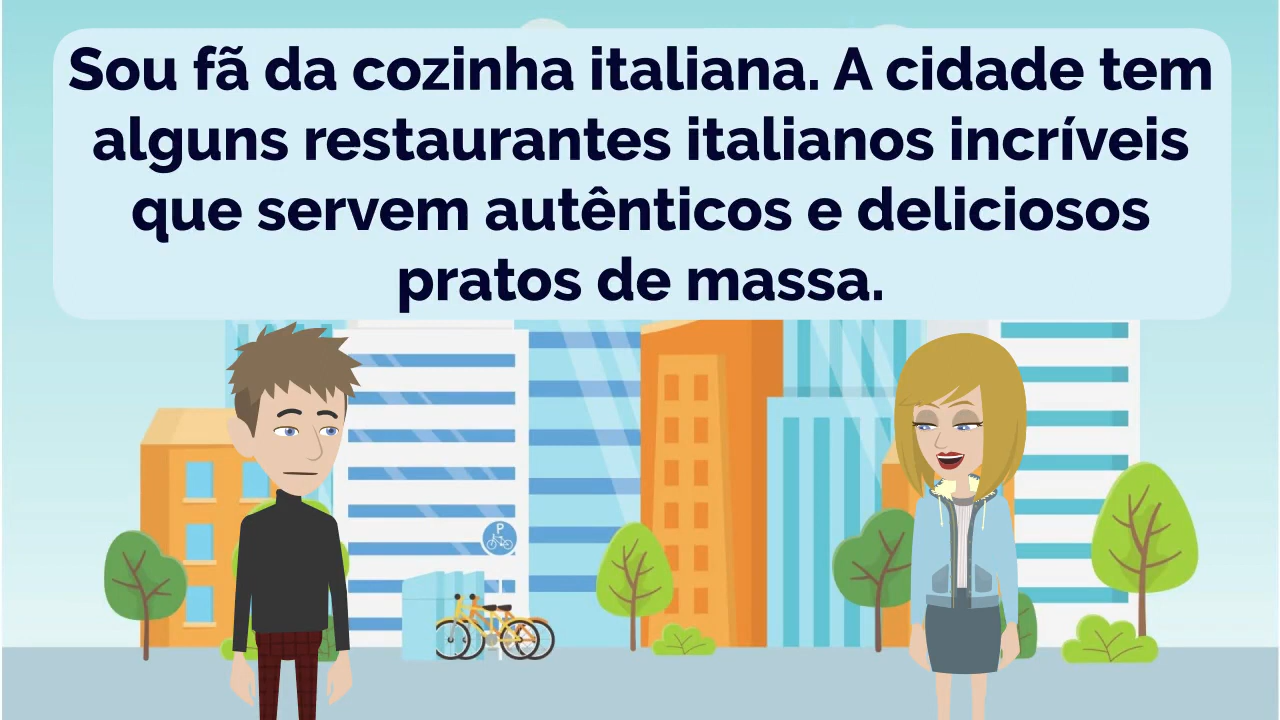 Sou fã da cozinha italiana. A cidade tem
alguns restaurantes italianos incríveis
que servem autênticos e deliciosos
pratos de massa.
P